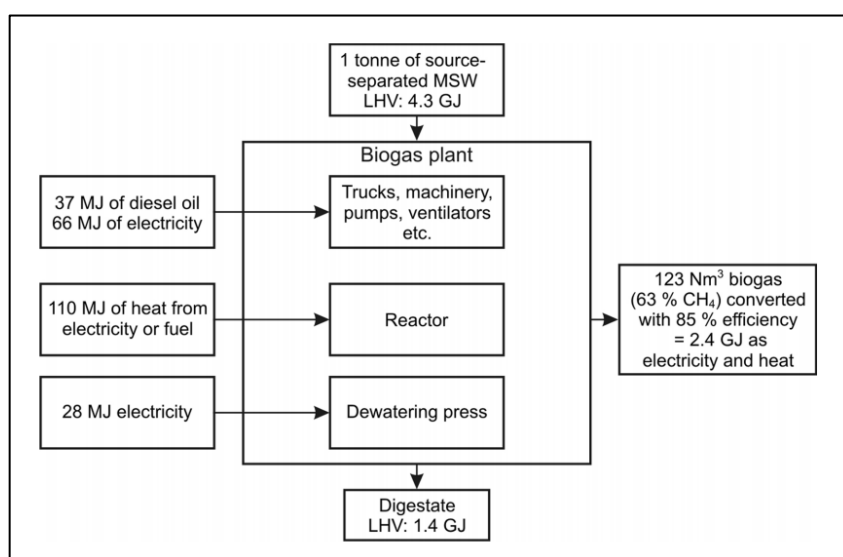 1 tonne of source-
separated MSW
LHV: 4.3 GJ
Biogas plant
37 MJ of diesel oil
66 MJ of electricity
Trucks, machinery,
pumps, ventilators
etc.
110 MJ of heat from
electricity or fuel
Reactor
28 MJ electricity
Dewatering press
123 Nm³ biogas
(63 % CH₄) converted
with 85 % efficiency
= 2.4 GJ as
electricity and heat
Digestate
LHV: 1.4 GJ